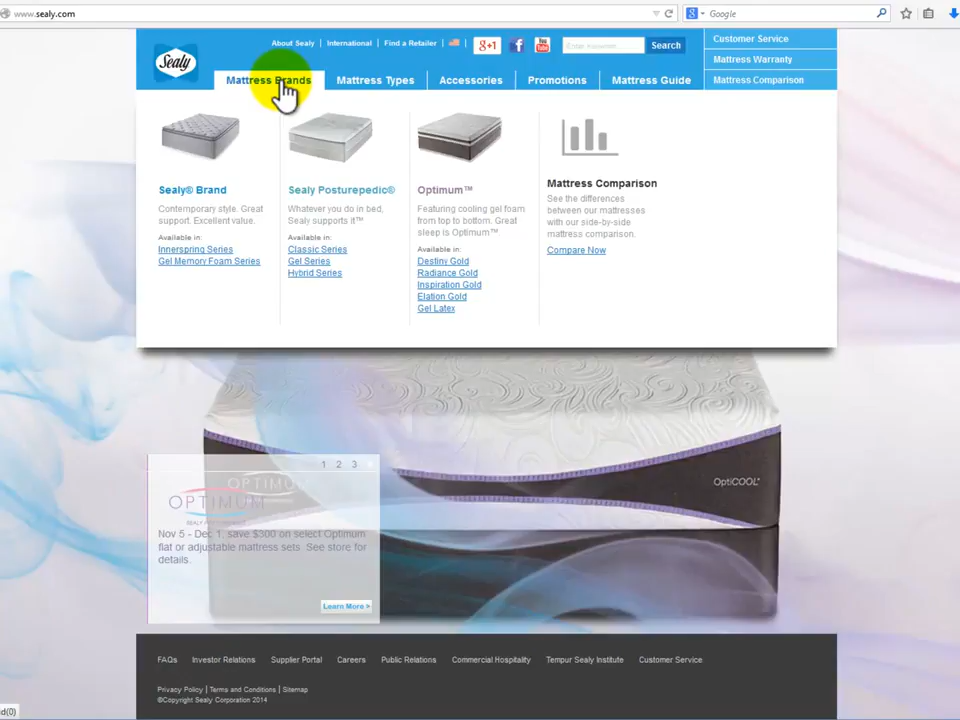 www.sealy.com
Google
About Sealy | International | Find a Retailer
g+1
f
You Tube
Search
Customer Service
Mattress Warranty
Mattress Comparison
Sealy
Mattress Brands
Mattress Types
Accessories
Promotions
Mattress Guide
Sealy® Brand
Contemporary style. Great
support. Excellent value.
Available in:
Innerspring Series
Gel Memory Foam Series
Sealy Posturepedic®
Whatever you do in bed,
Sealy supports it™
Available in:
Classic Series
Gel Series
Hybrid Series
Optimum™
Featuring cooling gel foam
from top to bottom. Great
sleep is Optimum™.
Available in:
Destiny Gold
Radiance Gold
Inspiration Gold
Elation Gold
Gel Latex
Mattress Comparison
See the differences
between our mattresses
with our side-by-side
mattress comparison.
Compare Now
OptiCOOL™
1 2 3
OPTIMUM
OPTIMUM
Nov 5 - Dec 1, save $300 on select Optimum
flat or adjustable mattress sets. See store for
details.
Learn More >
FAQs
Investor Relations
Supplier Portal
Careers
Public Relations
Commercial Hospitality
Tempur Sealy Institute
Customer Service
Privacy Policy | Terms and Conditions | Sitemap
©Copyright Sealy Corporation 2014
id(0)